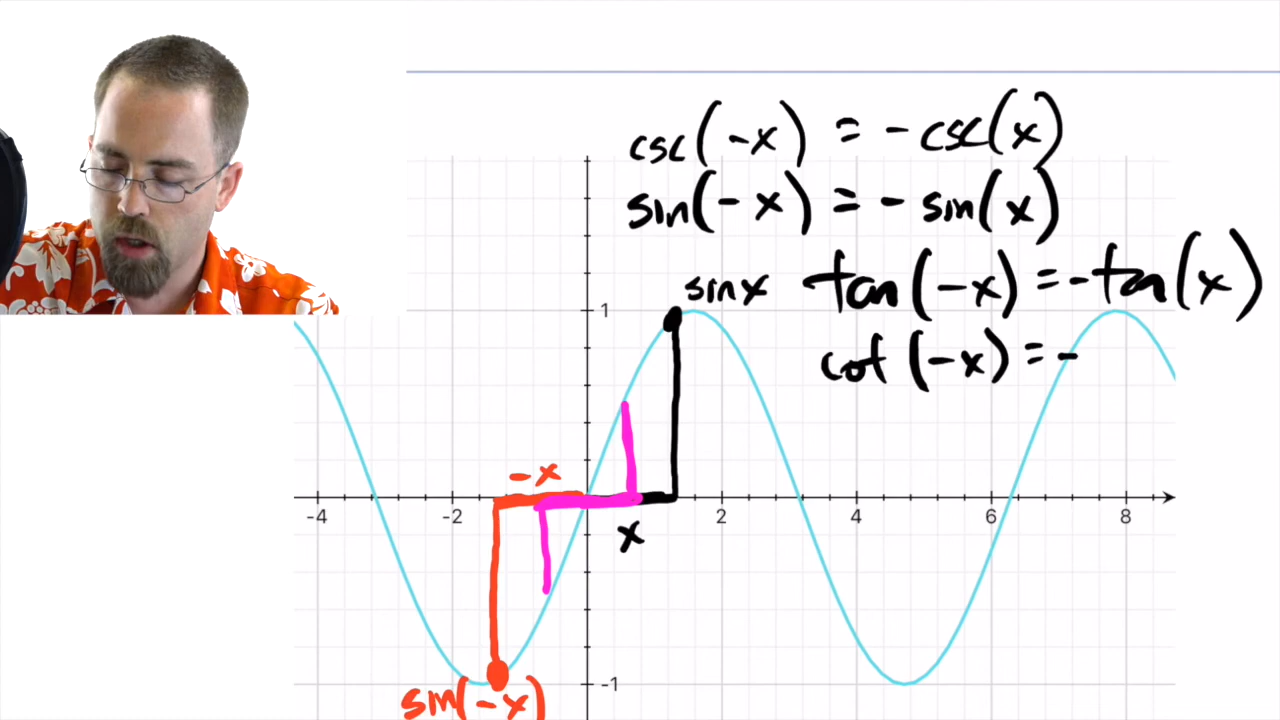 csc(-x) = -csc(x)
sin(-x) = -sin(x)
sinx tan(-x) = -tan(x)
1
cot(-x) = -
-x
-4 -2 2 4 6 8
x
-1
sin(-x)